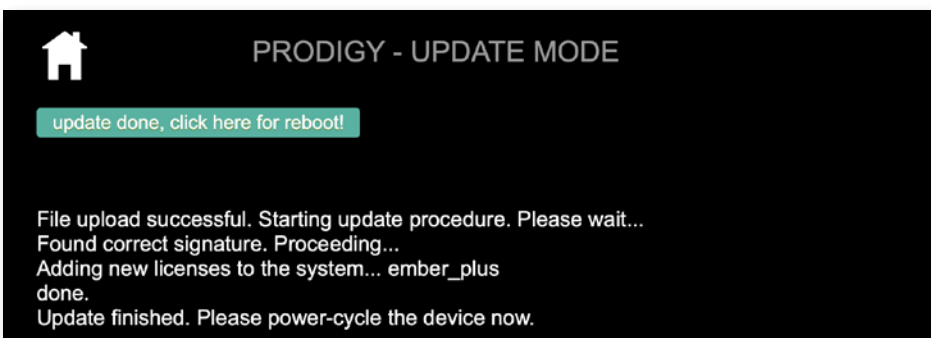 PRODIGY - UPDATE MODE
update done, click here for reboot!
File upload successful. Starting update procedure. Please wait...
Found correct signature. Proceeding...
Adding new licenses to the system... ember_plus
done.
Update finished. Please power-cycle the device now.